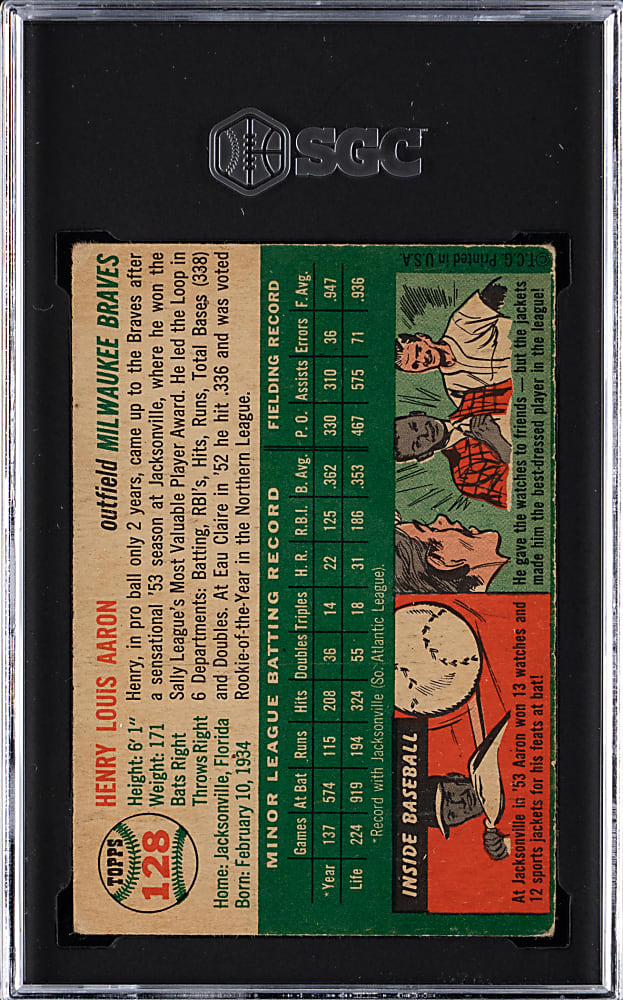 SGC
TOPPS
128
HENRY LOUIS AARON
outfield MILWAUKEE BRAVES
Height: 6' 1"
Weight: 171
Bats Right
Throws Right
Home: Jacksonville, Florida
Born: February 10, 1934
Henry, in pro ball only 2 years, came up to the Braves after
a sensational '53 season at Jacksonville, where he won the
Sally League's Most Valuable Player Award. He led the Loop in
6 Departments: Batting, RBI's, Hits, Runs, Total Bases (338)
and Doubles. At Eau Claire in '52 he hit .336 and was voted
Rookie-of-the-Year in the Northern League.
MINOR LEAGUE BATTING RECORD FIELDING RECORD
Games At Bat Runs Hits Doubles Triples H.R. R.B.I. B. Avg. P.O. Assists Errors F. Avg.
*Year 137 574 115 208 36 14 22 125 .362 330 310 36 .947
Life 224 919 194 324 55 18 31 186 .353 467 575 71 .936
*Record with Jacksonville (So. Atlantic League).
INSIDE BASEBALL
At Jacksonville in '53 Aaron won 13 watches and
12 sports jackets for his feats at bat!
He gave the watches to friends — but the jackets
made him the best-dressed player in the league!
©T.C.G. Printed in U.S.A.